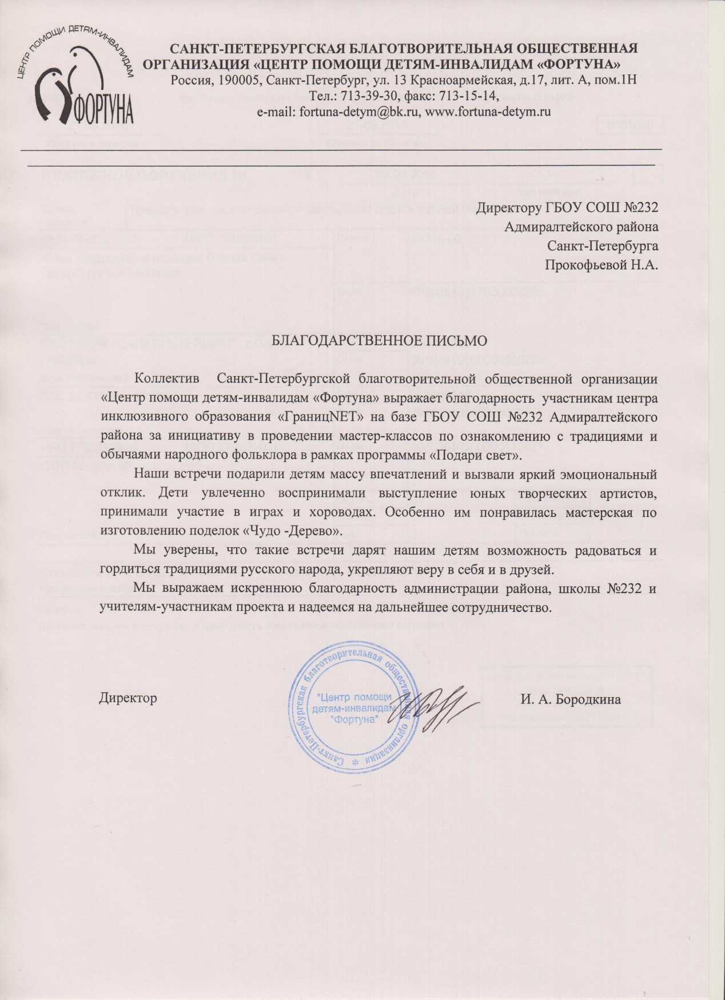 ЦЕНТР ПОМОЩИ ДЕТЯМ-ИНВАЛИДАМ
ФОРТУНА
САНКТ-ПЕТЕРБУРГСКАЯ БЛАГОТВОРИТЕЛЬНАЯ ОБЩЕСТВЕННАЯ
ОРГАНИЗАЦИЯ «ЦЕНТР ПОМОЩИ ДЕТЯМ-ИНВАЛИДАМ «ФОРТУНА»
Россия, 190005, Санкт-Петербург, ул. 13 Красноармейская, д.17, лит. А, пом.1Н
Тел.: 713-39-30, факс: 713-15-14,
e-mail: fortuna-detym@bk.ru, www.fortuna-detym.ru
Директору ГБОУ СОШ №232
Адмиралтейского района
Санкт-Петербурга
Прокофьевой Н.А.
БЛАГОДАРСТВЕННОЕ ПИСЬМО
Коллектив Санкт-Петербургской благотворительной общественной организации
«Центр помощи детям-инвалидам «Фортуна» выражает благодарность участникам центра
инклюзивного образования «ГраницNET» на базе ГБОУ СОШ №232 Адмиралтейского
района за инициативу в проведении мастер-классов по ознакомлению с традициями и
обычаями народного фольклора в рамках программы «Подари свет».
Наши встречи подарили детям массу впечатлений и вызвали яркий эмоциональный
отклик. Дети увлеченно воспринимали выступление юных творческих артистов,
принимали участие в играх и хороводах. Особенно им понравилась мастерская по
изготовлению поделок «Чудо -Дерево».
Мы уверены, что такие встречи дарят нашим детям возможность радоваться и
гордиться традициями русского народа, укрепляют веру в себя и в друзей.
Мы выражаем искреннюю благодарность администрации района, школы №232 и
учителям-участникам проекта и надеемся на дальнейшее сотрудничество.
Санкт-Петербургская благотворительная общественная организация *
"Центр помощи
детям-инвалидам
"Фортуна"
Директор
И. А. Бородкина